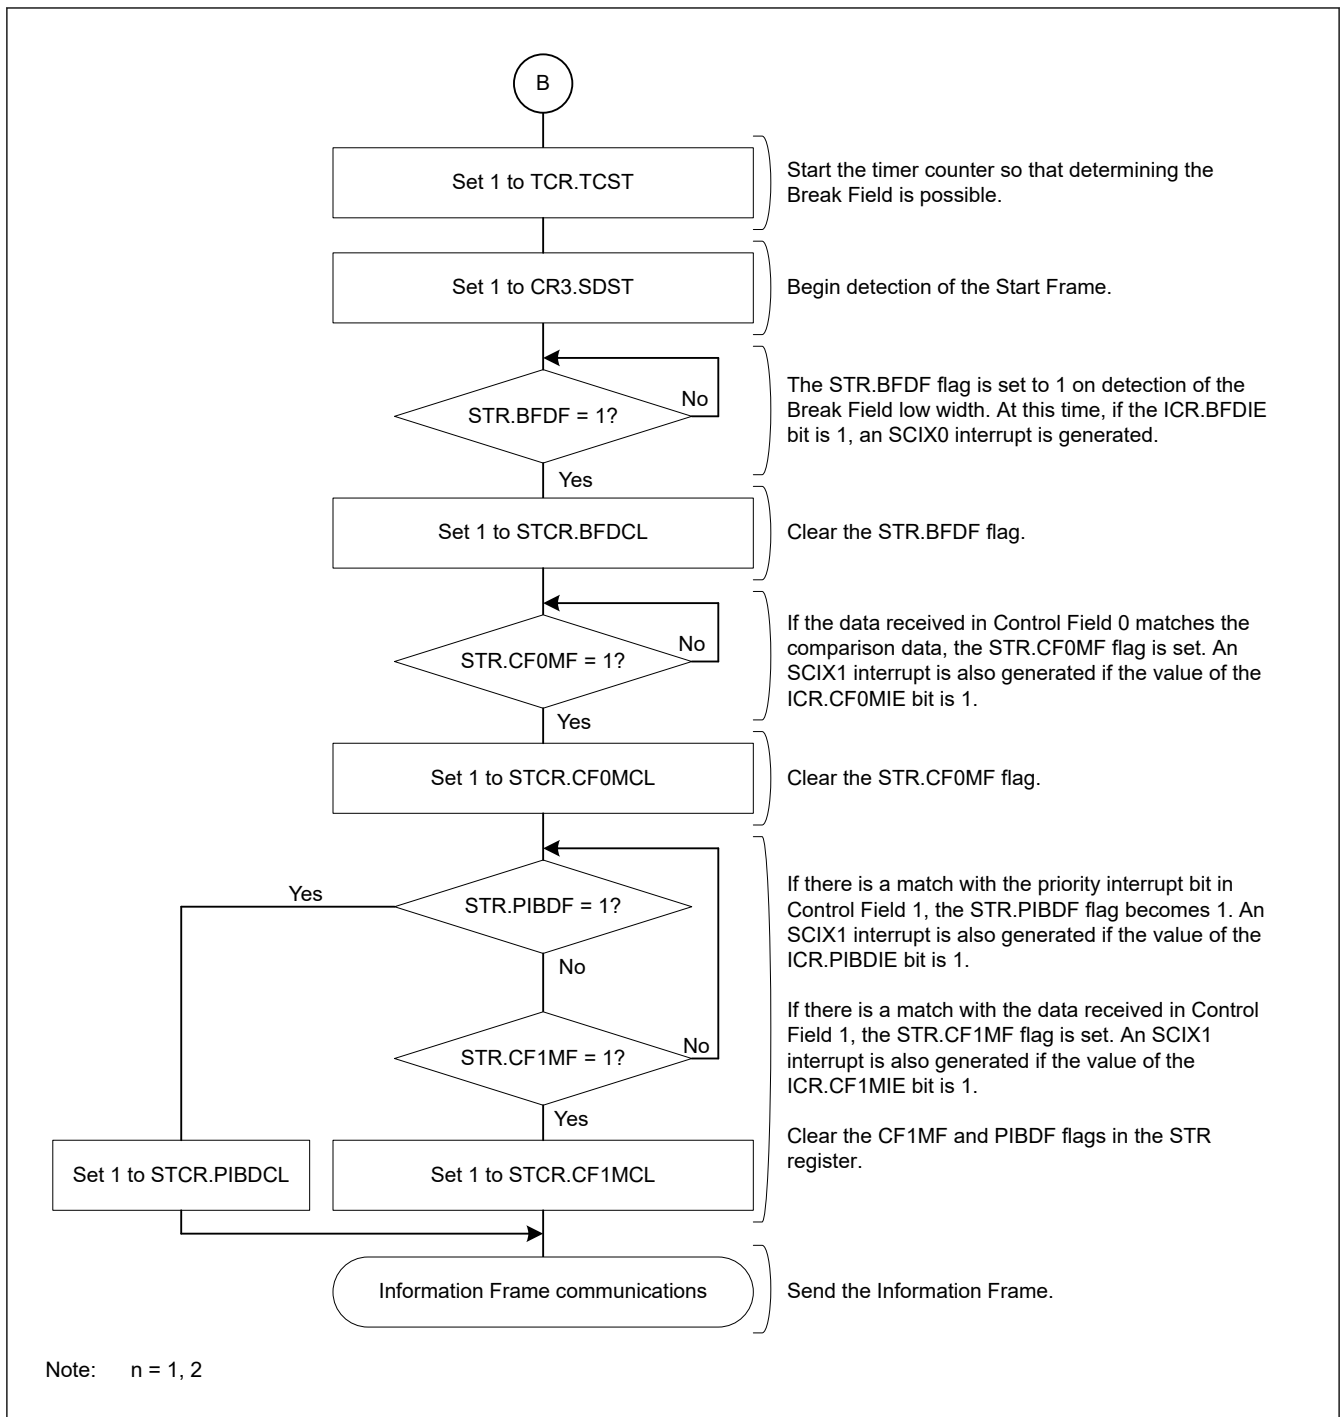 B
Set 1 to TCR.TCST
Start the timer counter so that determining the
Break Field is possible.
Set 1 to CR3.SDST
Begin detection of the Start Frame.
STR.BFDF = 1?
No
Yes
The STR.BFDF flag is set to 1 on detection of the
Break Field low width. At this time, if the ICR.BFDIE
bit is 1, an SCIX0 interrupt is generated.
Set 1 to STCR.BFDCL
Clear the STR.BFDF flag.
STR.CF0MF = 1?
No
Yes
If the data received in Control Field 0 matches the
comparison data, the STR.CF0MF flag is set. An
SCIX1 interrupt is also generated if the value of the
ICR.CF0MIE bit is 1.
Set 1 to STCR.CF0MCL
Clear the STR.CF0MF flag.
Yes
STR.PIBDF = 1?
No
If there is a match with the priority interrupt bit in
Control Field 1, the STR.PIBDF flag becomes 1. An
SCIX1 interrupt is also generated if the value of the
ICR.PIBDIE bit is 1.
STR.CF1MF = 1?
No
Yes
If there is a match with the data received in Control
Field 1, the STR.CF1MF flag is set. An SCIX1
interrupt is also generated if the value of the
ICR.CF1MIE bit is 1.
Set 1 to STCR.PIBDCL
Set 1 to STCR.CF1MCL
Clear the CF1MF and PIBDF flags in the STR
register.
Information Frame communications
Send the Information Frame.
Note: n = 1, 2